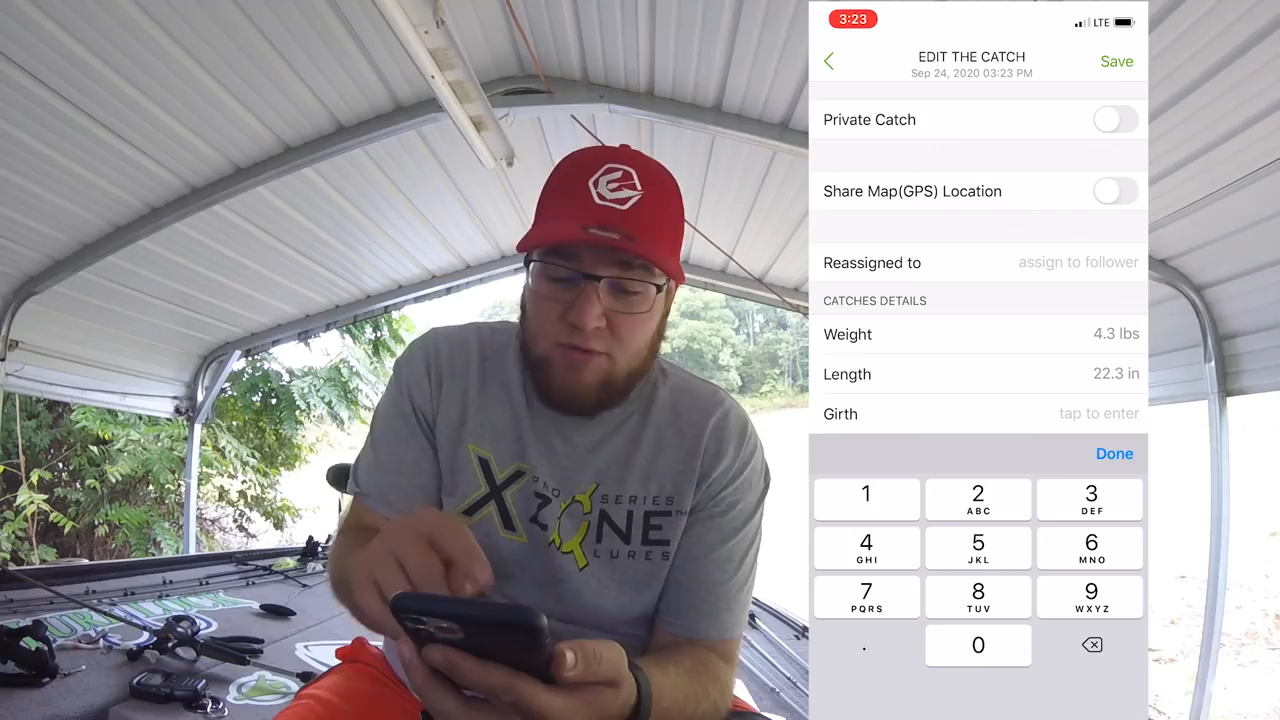 3:23
LTE
EDIT THE CATCH
Save
Sep 24, 2020 03:23 PM
Private Catch
Share Map(GPS) Location
Reassigned to
assign to follower
CATCHES DETAILS
Weight
4.3 lbs
Length
22.3 in
Girth
tap to enter
Done
1
2
3
ABC
DEF
4
5
6
GHI
JKL
MNO
7
8
9
PQRS
TUV
WXYZ
.
0
PRO SERIES
X ZONE™
LURES